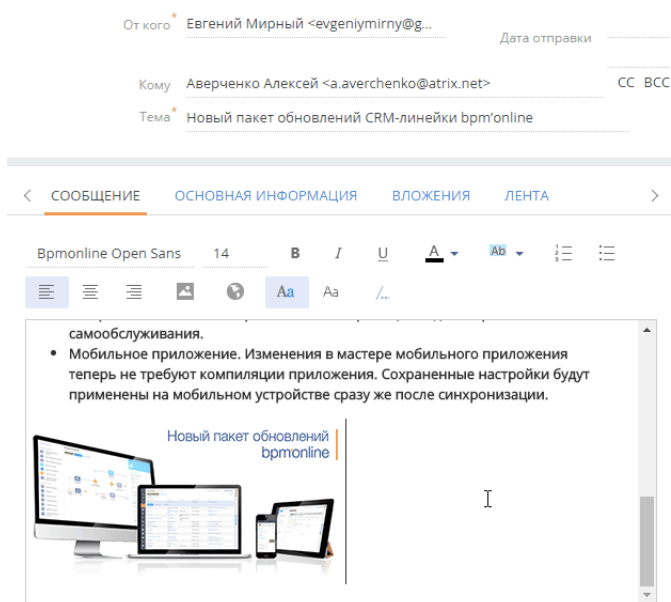 От кого* Евгений Мирный <evgeniymirny@g...
Дата отправки
Кому Аверченко Алексей <a.averchenko@atrix.net>
CC BCC
Тема* Новый пакет обновлений CRM-линейки bpm'online
СООБЩЕНИЕ ОСНОВНАЯ ИНФОРМАЦИЯ ВЛОЖЕНИЯ ЛЕНТА
Bpmonline Open Sans 14 B I U A Ab
Aa Aa /...
самообслуживания.
• Мобильное приложение. Изменения в мастере мобильного приложения
теперь не требуют компиляции приложения. Сохраненные настройки будут
применены на мобильном устройстве сразу же после синхронизации.
Новый пакет обновлений
bpmonline